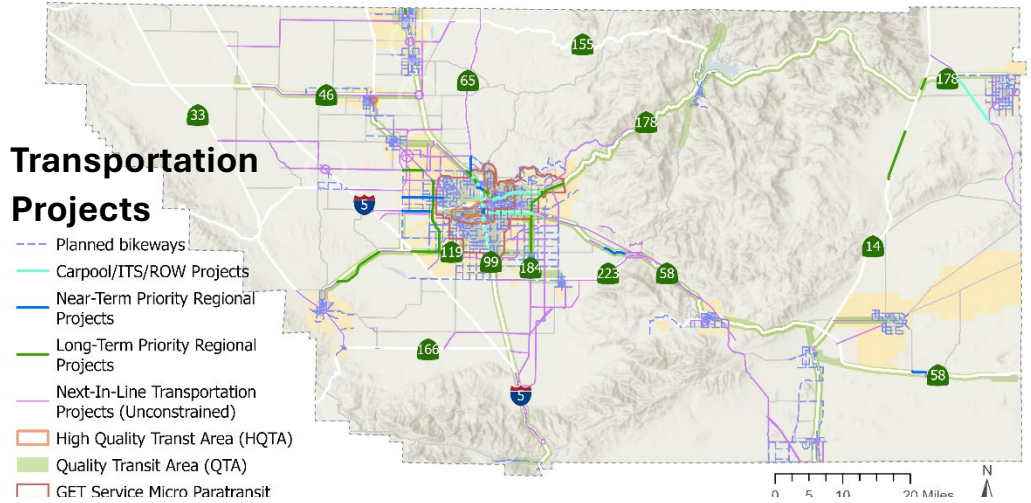 155
65
178
46
178
33
Transportation
Projects
5
Planned bikeways
119
99
184
223
58
14
Carpool/ITS/ROW Projects
Near-Term Priority Regional
Projects
Long-Term Priority Regional
Projects
166
58
5
Next-In-Line Transportation
Projects (Unconstrained)
High Quality Transt Area (HQTA)
Quality Transit Area (QTA)
GET Service Micro Paratransit
N
0 5 10 20 Miles